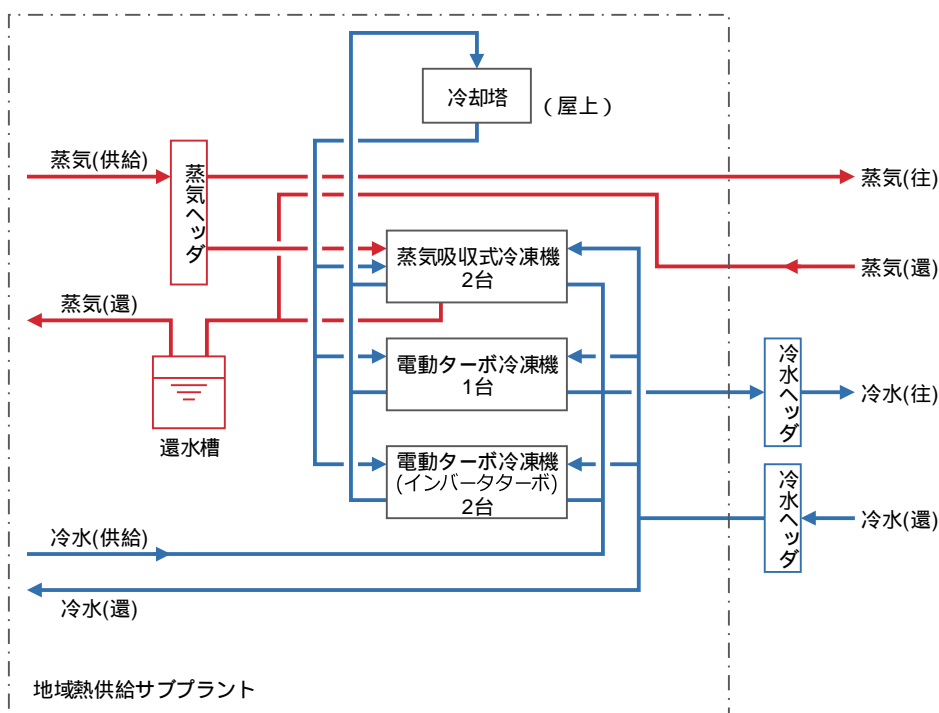 冷却塔
(屋上)
蒸気(供給)
蒸気ヘッダ
蒸気(往)
蒸気吸収式冷凍機
2台
蒸気(還)
蒸気(還)
電動ターボ冷凍機
1台
冷水ヘッダ
冷水(往)
還水槽
電動ターボ冷凍機
(インバータターボ)
2台
冷水ヘッダ
冷水(還)
冷水(供給)
冷水(還)
地域熱供給サブプラント